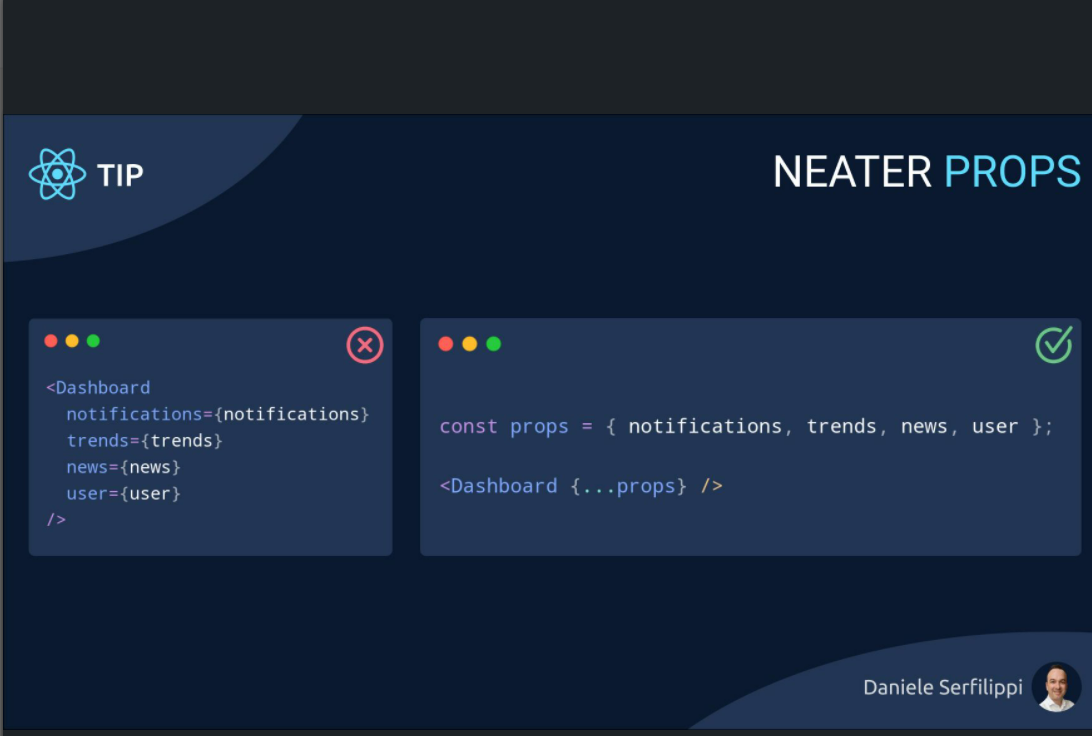 TIP
NEATER PROPS
<Dashboard
  notifications={notifications}
  trends={trends}
  news={news}
  user={user}
/>
const props = { notifications, trends, news, user };
<Dashboard {...props} />
Daniele Serfilippi